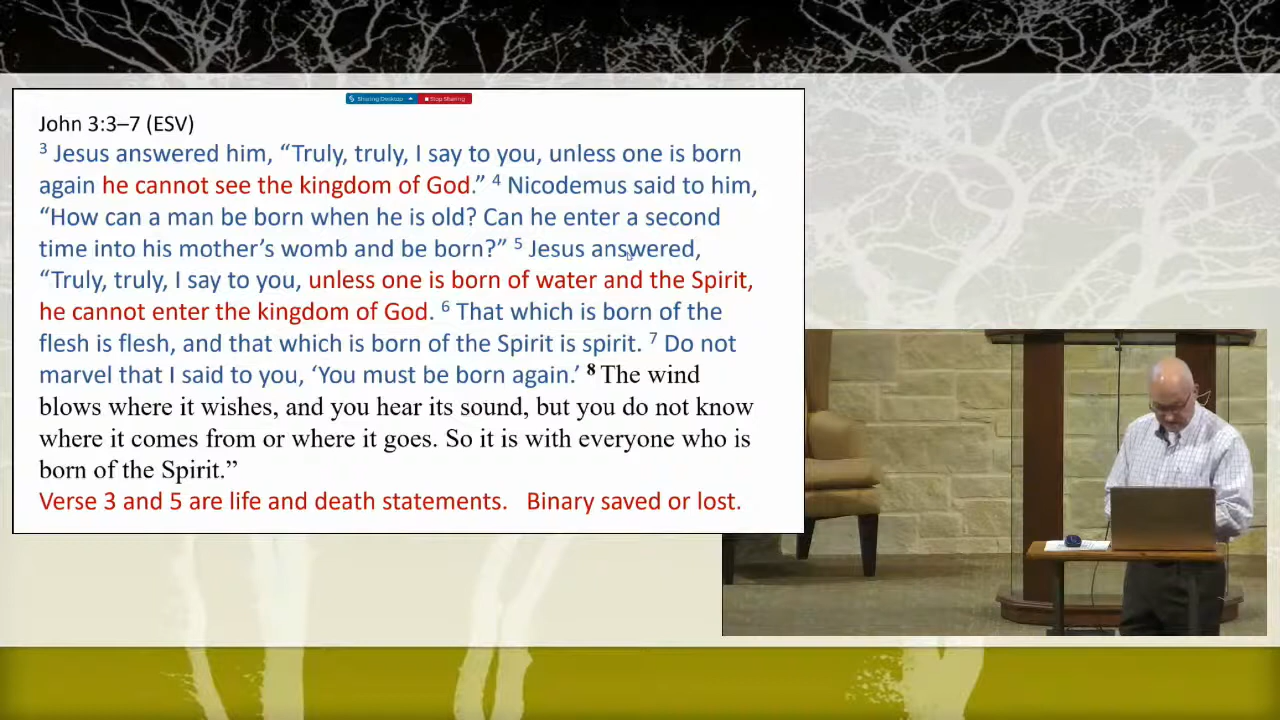 Sharing Desktop Stop Sharing
John 3:3–7 (ESV)
3 Jesus answered him, “Truly, truly, I say to you, unless one is born
again he cannot see the kingdom of God.” 4 Nicodemus said to him,
“How can a man be born when he is old? Can he enter a second
time into his mother’s womb and be born?” 5 Jesus answered,
“Truly, truly, I say to you, unless one is born of water and the Spirit,
he cannot enter the kingdom of God. 6 That which is born of the
flesh is flesh, and that which is born of the Spirit is spirit. 7 Do not
marvel that I said to you, ‘You must be born again.’ 8 The wind
blows where it wishes, and you hear its sound, but you do not know
where it comes from or where it goes. So it is with everyone who is
born of the Spirit.”
Verse 3 and 5 are life and death statements. Binary saved or lost.